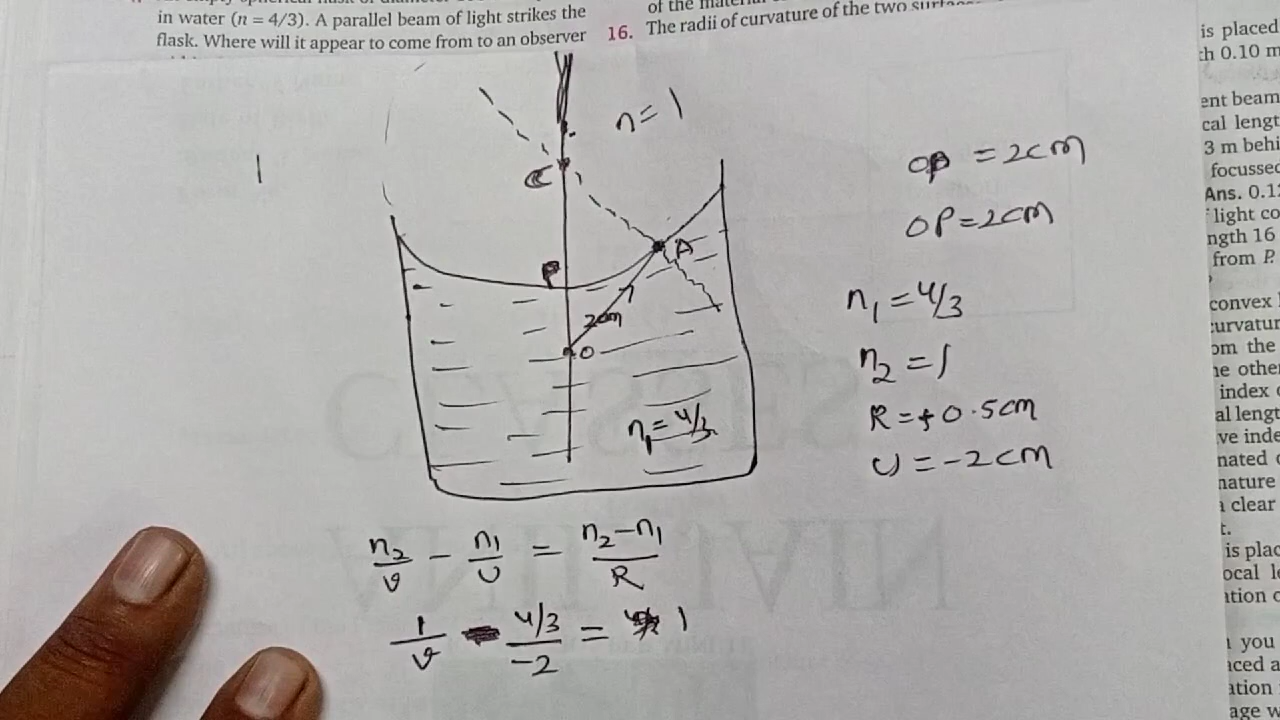 in water (n = 4/3). A parallel beam of light strikes the
flask. Where will it appear to come from to an observer
of the material
16. The radii of curvature of the two
is placed
th 0.10 m
ent beam
cal lengt
3 m behi
focussed
Ans. 0.1
light co
ngth 16
from P.
convex
curvatur
om the
ne other
index
al lengt
ve inde
nated
nature
clear
t.
is plac
ocal le
tion
you
aced a
ation
age w
n = 1
C
P
A
2cm
O
n1 = 4/3
OP = 2cm
n1 = 4/3
n2 = 1
R = +0.5cm
U = -2cm
n2/v - n1/U = n2-n1/R
1/v - 4/3/-2 = 1
CLASSES